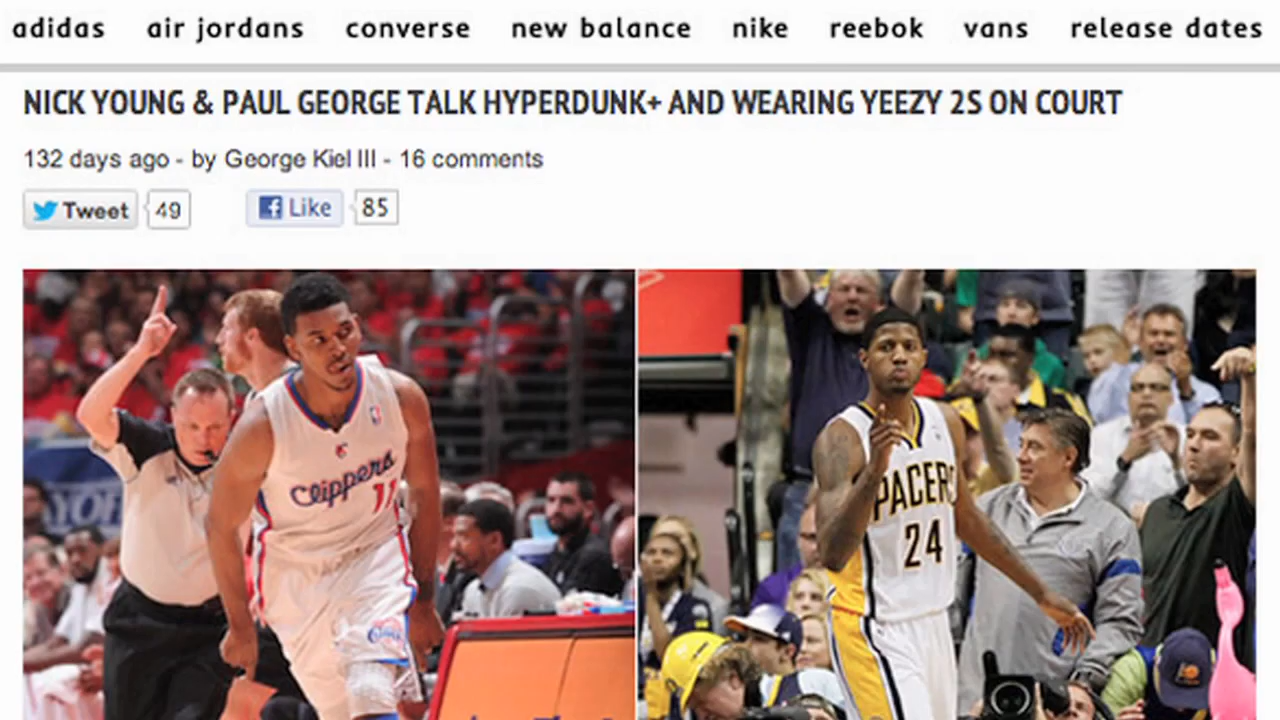 adidas air jordans converse new balance nike reebok vans release dates
NICK YOUNG & PAUL GEORGE TALK HYPERDUNK+ AND WEARING YEEZY 2S ON COURT
132 days ago - by George Kiel III - 16 comments
Tweet 49 Like 85
Clippers
11
PACERS
24